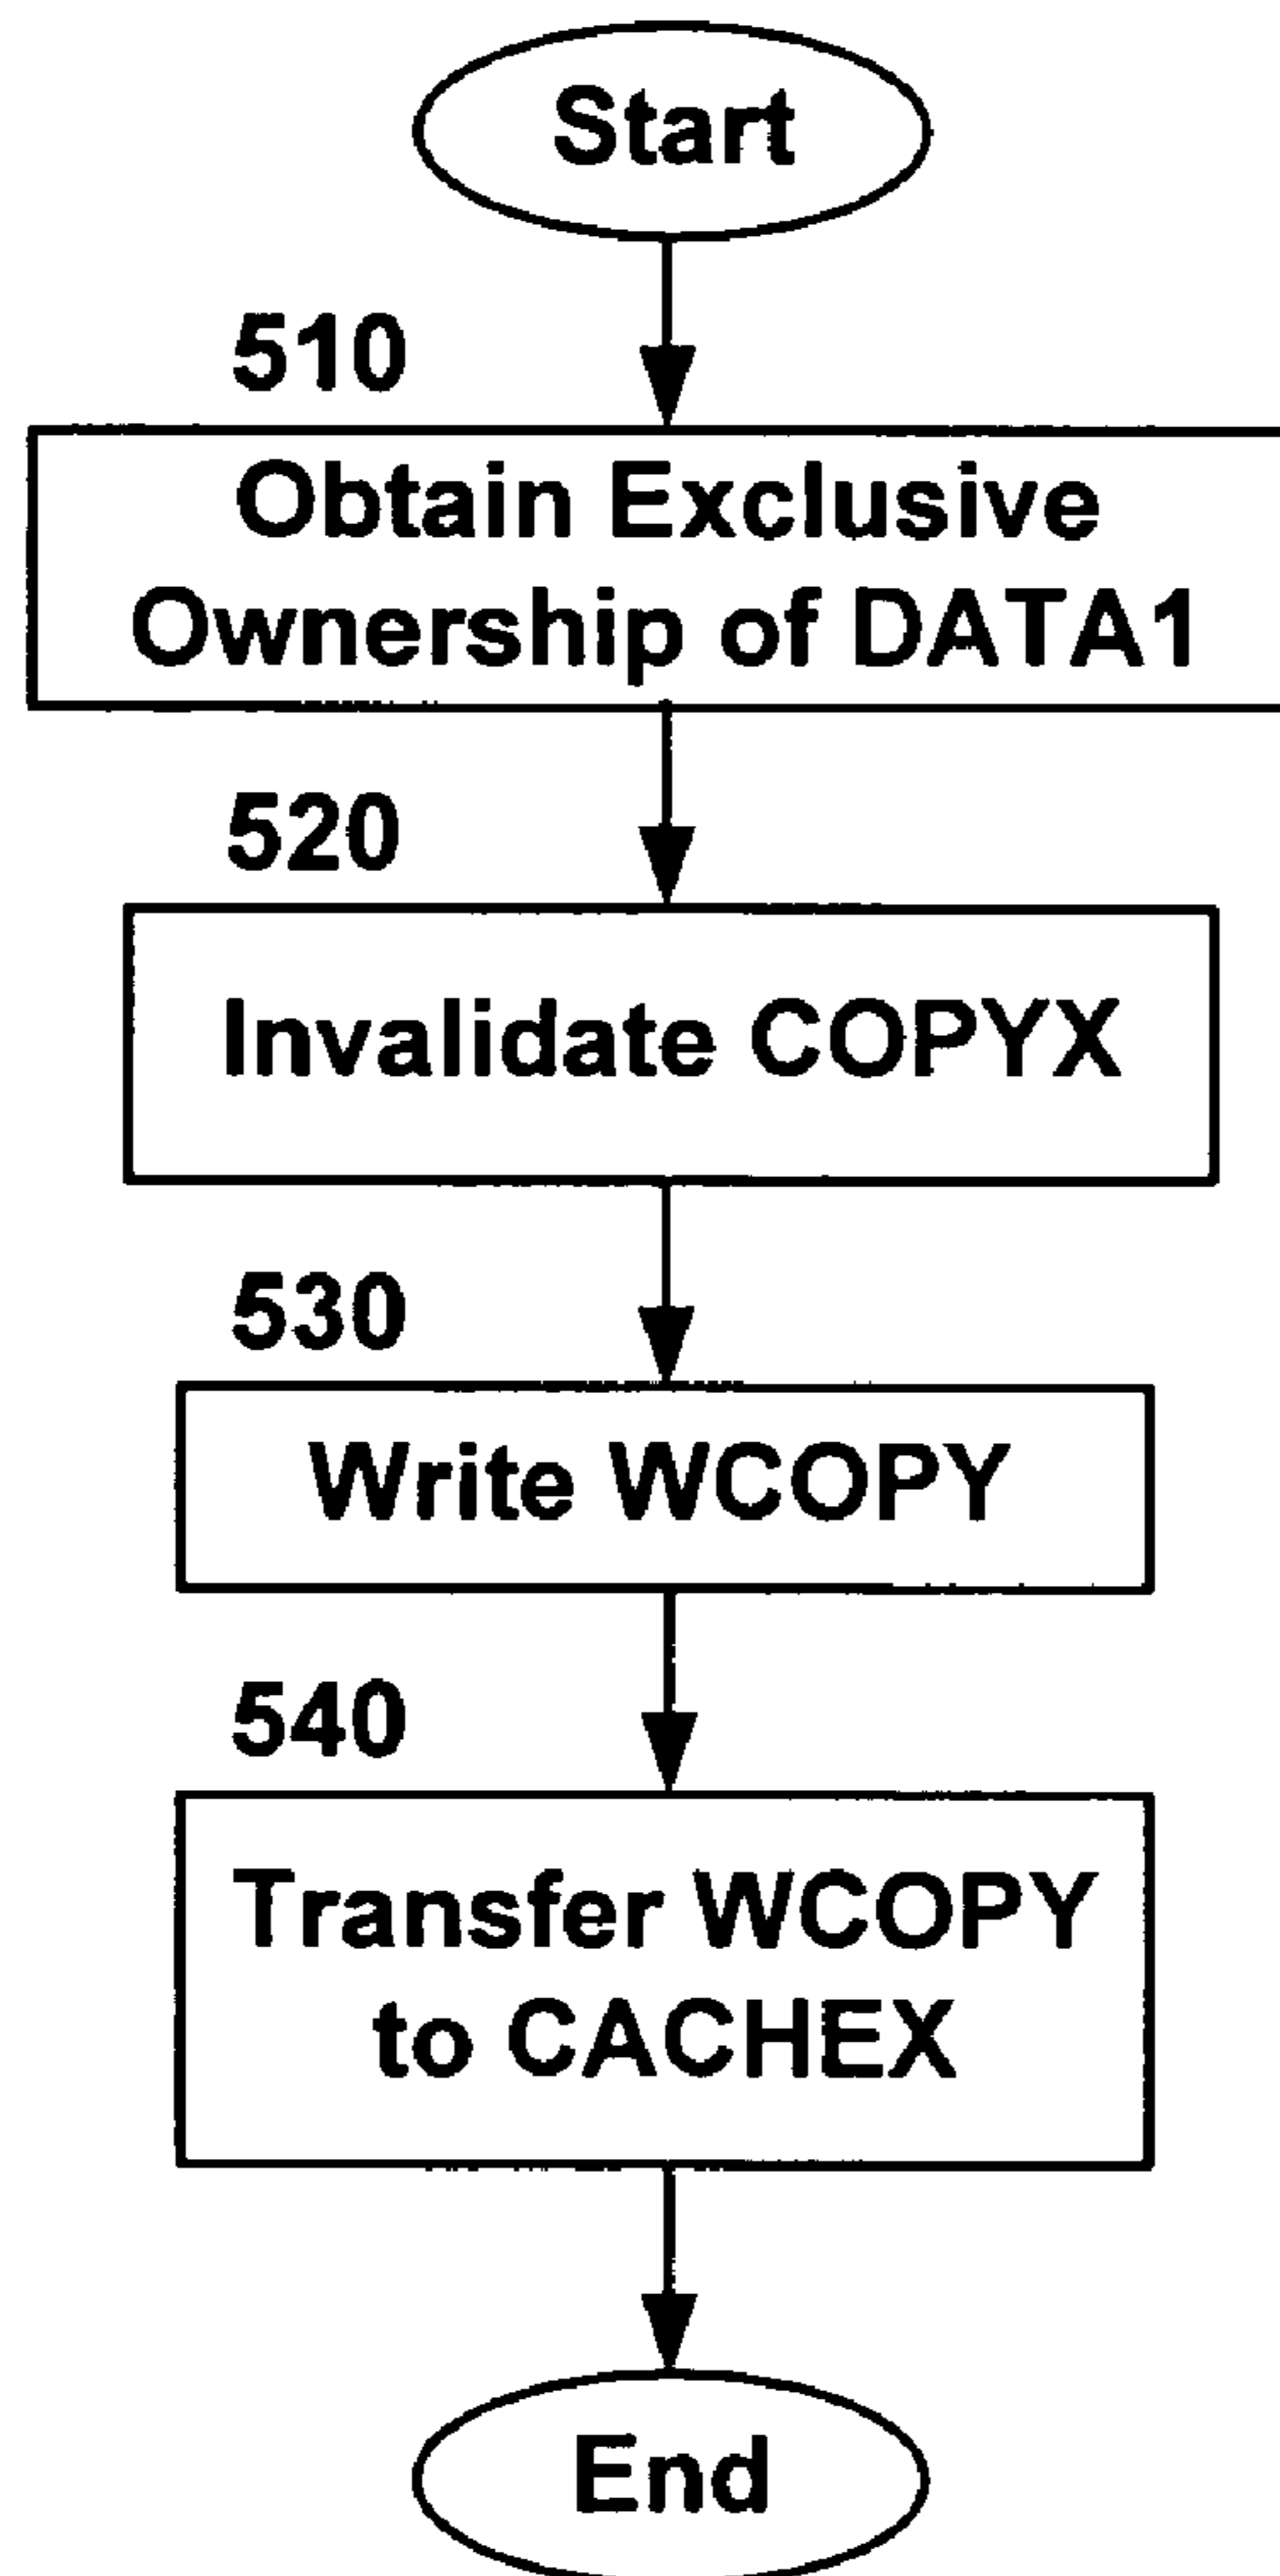 Start
510
Obtain Exclusive
Ownership of DATA1
520
Invalidate COPYX
530
Write WCOPY
540
Transfer WCOPY
to CACHEX
End